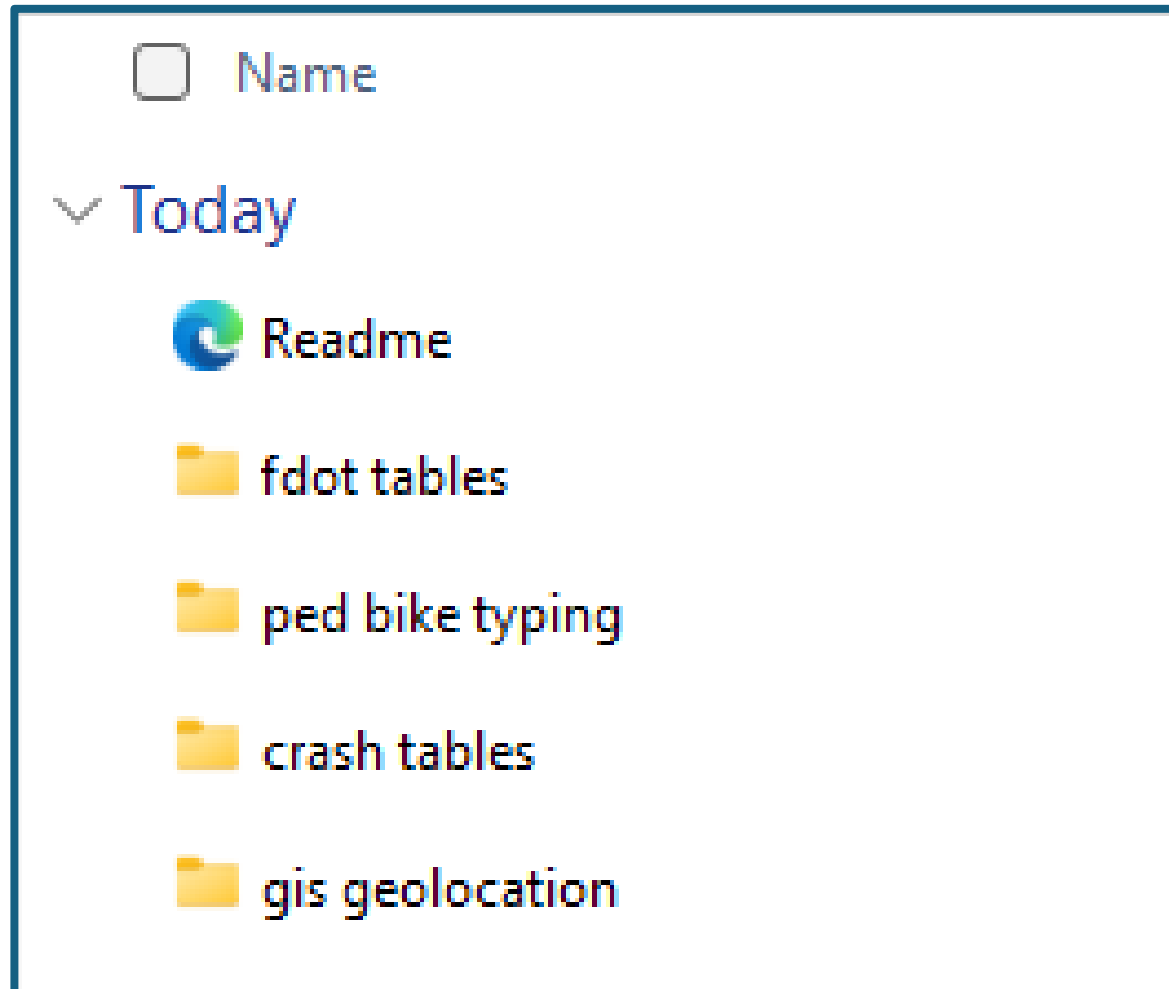 Name
Today
Readme
fdot tables
ped bike typing
crash tables
gis geolocation